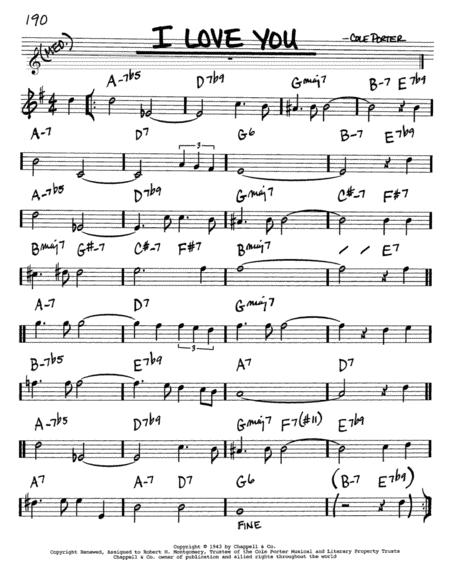 190
I LOVE YOU
(MED.)
—COLE PORTER
A-7b5 D7b9 Gmaj7 B-7 E7b9
A-7 D7 G6 B-7 E7b9
3
A-7b5 D7b9 Gmaj7 C#-7 F#7
Bmaj7 G#-7 C#-7 F#7 Bmaj7 / / E7
A-7 D7 Gmaj7
3
B-7b5 E7b9 A7 D7
A-7b5 D7b9 Gmaj7 F7(#11) E7b9
A7 A-7 D7 G6 (B-7 E7b9)
FINE
Copyright © 1943 by Chappell & Co.
Copyright Renewed, Assigned to Robert H. Montgomery, Trustee of the Cole Porter Musical and Literary Property Trusts
Chappell & Co. owner of publication and allied rights throughout the world